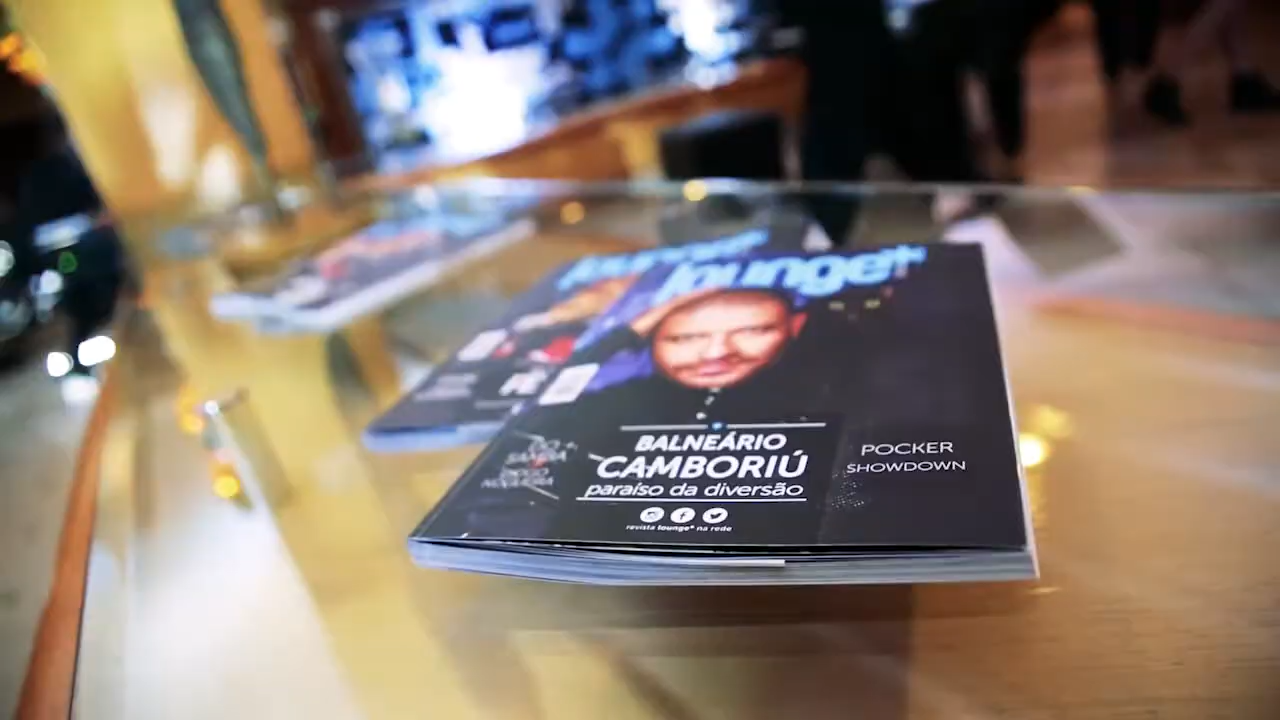 lounge+
BALNEÁRIO
CAMBORIÚ
paraíso da diversão
POCKER
SHOWDOWN
revista lounge+ na rede